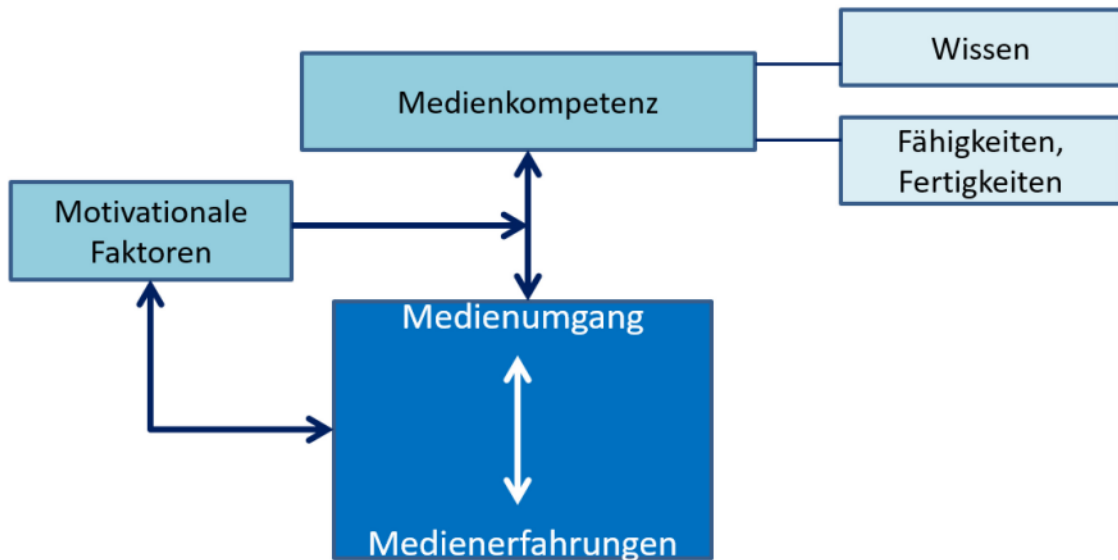 Wissen
Medienkompetenz
Fähigkeiten,
Fertigkeiten
Motivationale
Faktoren
Medienumgang
Medienerfahrungen